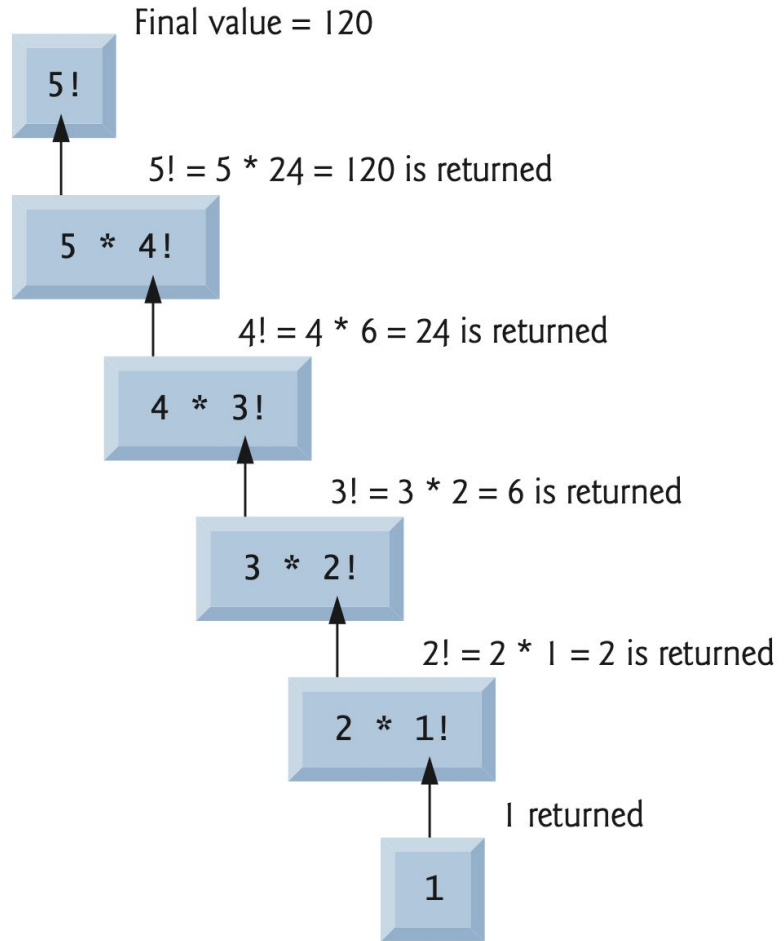 Final value = 120
5!
5! = 5 * 24 = 120 is returned
5 * 4!
4! = 4 * 6 = 24 is returned
4 * 3!
3! = 3 * 2 = 6 is returned
3 * 2!
2! = 2 * 1 = 2 is returned
2 * 1!
1 returned
1